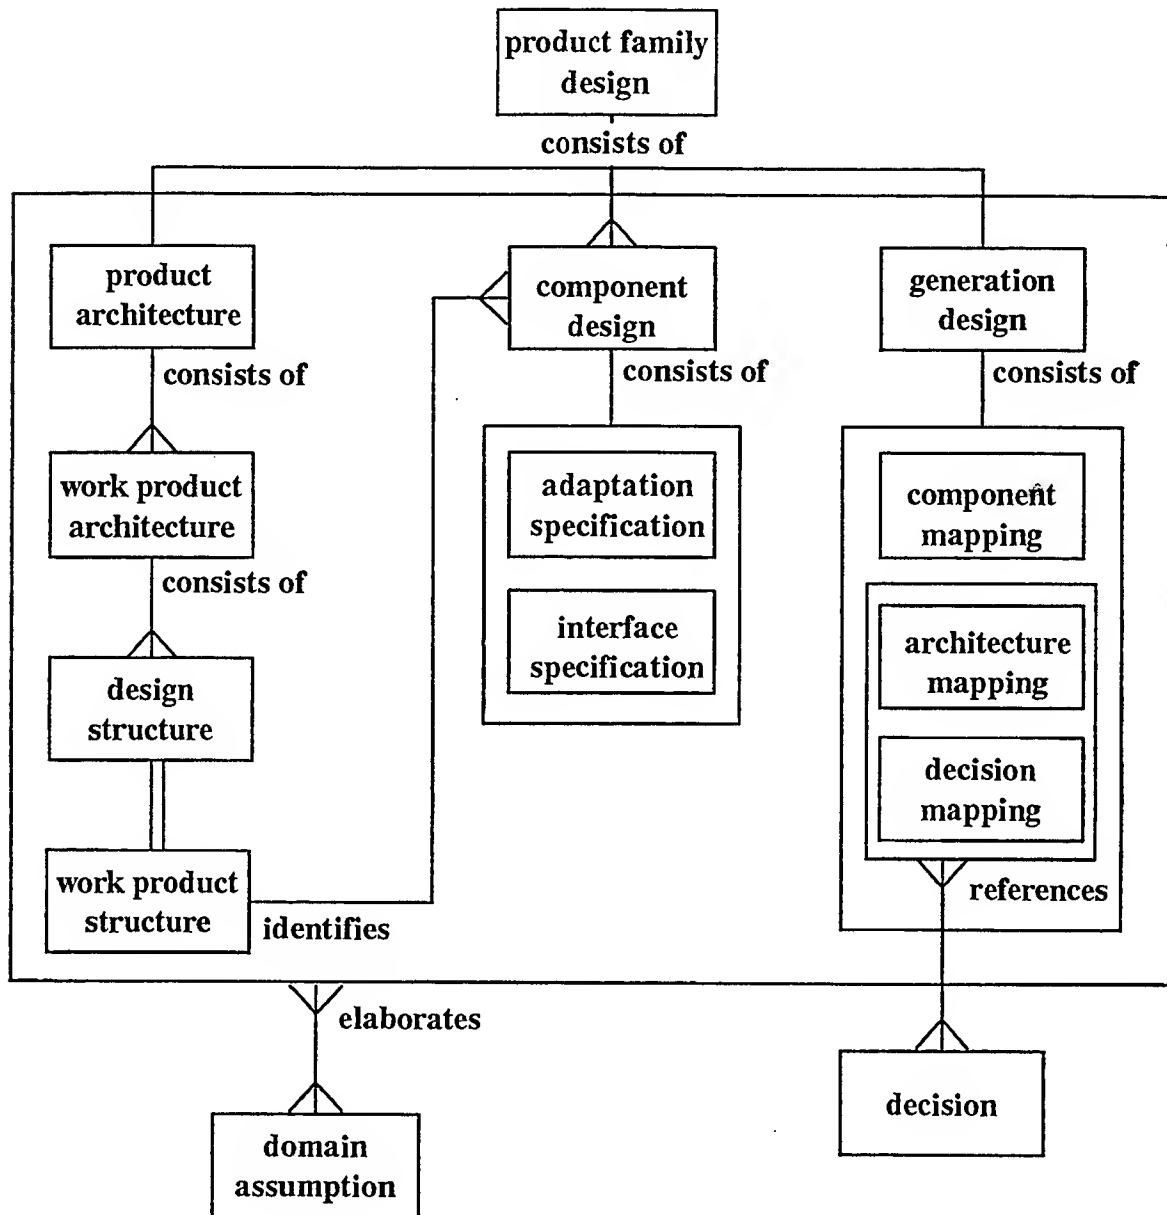 product family
design
consists of
product
architecture
consists of
work product
architecture
consists of
design
structure
work product
structure
identifies
component
design
consists of
adaptation
specification
interface
specification
generation
design
consists of
component
mapping
architecture
mapping
decision
mapping
references
elaborates
domain
assumption
decision